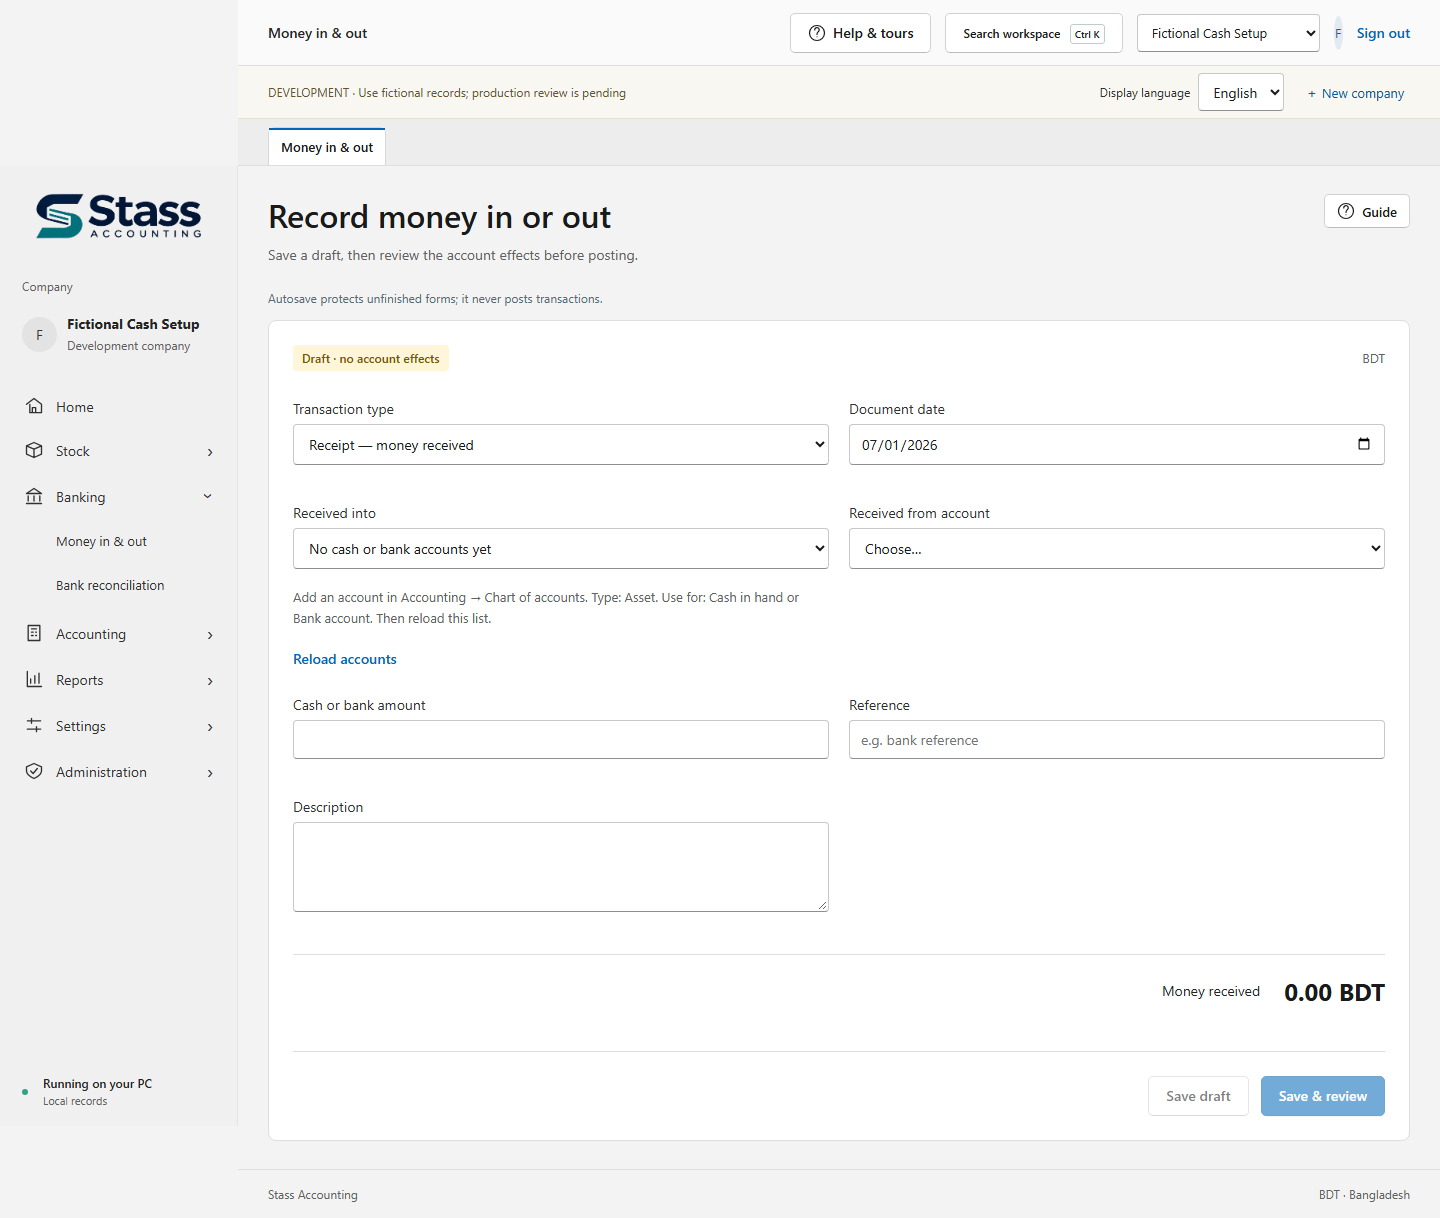 Money in & out
Help & tours
Search workspace Ctrl K
Fictional Cash Setup
F
Sign out
DEVELOPMENT · Use fictional records; production review is pending
Display language
English
+ New company
Money in & out
Stass
ACCOUNTING
Company
F
Fictional Cash Setup
Development company
Home
Stock
Banking
Money in & out
Bank reconciliation
Accounting
Reports
Settings
Administration
Running on your PC
Local records
Record money in or out
Guide
Save a draft, then review the account effects before posting.
Autosave protects unfinished forms; it never posts transactions.
Draft · no account effects
BDT
Transaction type
Receipt — money received
Document date
07/01/2026
Received into
No cash or bank accounts yet
Received from account
Choose...
Add an account in Accounting → Chart of accounts. Type: Asset. Use for: Cash in hand or
Bank account. Then reload this list.
Reload accounts
Cash or bank amount
Reference
e.g. bank reference
Description
Money received
0.00 BDT
Save draft
Save & review
Stass Accounting
BDT · Bangladesh